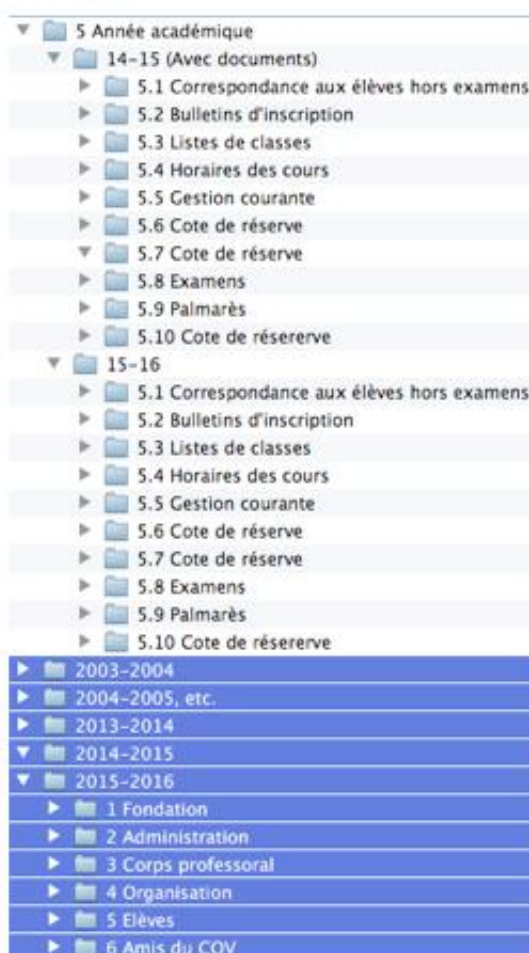 5 Année académique
14-15 (Avec documents)
5.1 Correspondance aux élèves hors examens
5.2 Bulletins d'inscription
5.3 Listes de classes
5.4 Horaires des cours
5.5 Gestion courante
5.6 Cote de réserve
5.7 Cote de réserve
5.8 Examens
5.9 Palmarès
5.10 Cote de résererve
15-16
5.1 Correspondance aux élèves hors examens
5.2 Bulletins d'inscription
5.3 Listes de classes
5.4 Horaires des cours
5.5 Gestion courante
5.6 Cote de réserve
5.7 Cote de réserve
5.8 Examens
5.9 Palmarès
5.10 Cote de résererve
2003-2004
2004-2005, etc.
2013-2014
2014-2015
2015-2016
1 Fondation
2 Administration
3 Corps professoral
4 Organisation
5 Elèves
6 Amis du COV